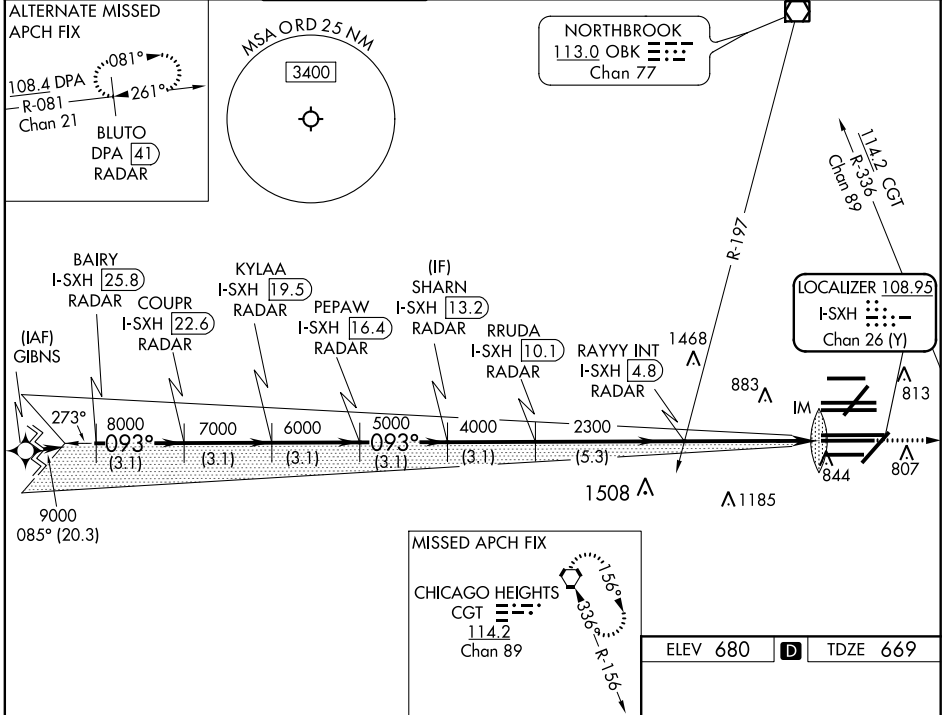 ALTERNATE MISSED
APCH FIX
108.4 DPA
R-081
Chan 21
081°
261°
BLUTO
DPA 41
RADAR
MSA ORD 25 NM
3400
NORTHBROOK
113.0 OBK
Chan 77
R-197
114.2 CGT
R-336
Chan 89
LOCALIZER 108.95
I-SXH
Chan 26 (Y)
(IAF)
GIBNS
BAIRY
I-SXH 25.8
RADAR
COUPR
I-SXH 22.6
RADAR
KYLAA
I-SXH 19.5
RADAR
PEPAW
I-SXH 16.4
RADAR
(IF)
SHARN
I-SXH 13.2
RADAR
RRUDA
I-SXH 10.1
RADAR
RAYYY INT
I-SXH 4.8
RADAR
1468
883
IM
813
273°
8000
093°
(3.1)
7000
(3.1)
6000
(3.1)
5000
093°
(3.1)
4000
(3.1)
2300
(5.3)
844
807
1508
1185
9000
085° (20.3)
MISSED APCH FIX
CHICAGO HEIGHTS
CGT
114.2
Chan 89
156°
336°
R-156
ELEV 680 D TDZE 669